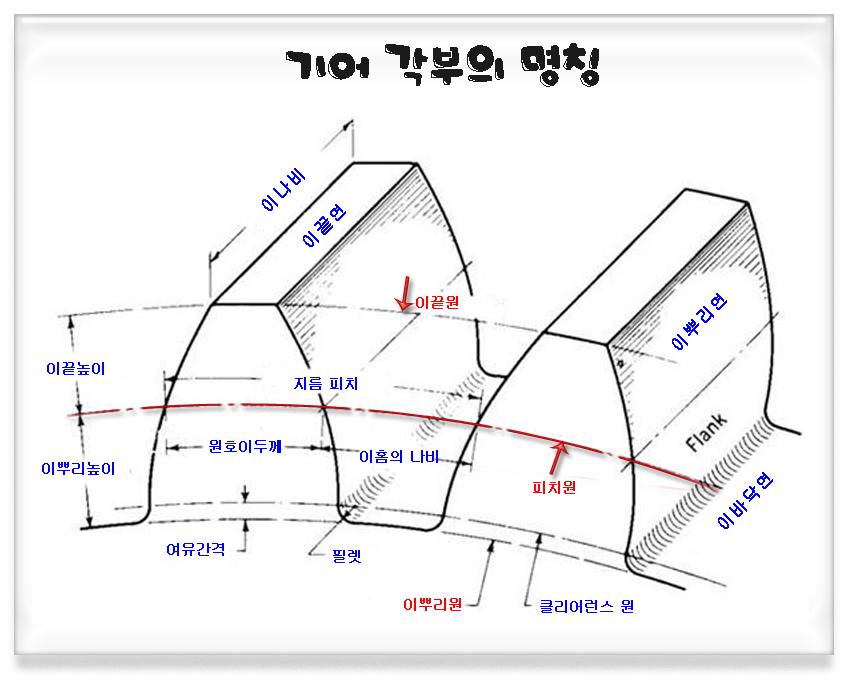 기어 각부의 명칭
이나비
이끝면
이끝원
이뿌리면
이끝높이
지름 피치
Flank
원호이두께
이홈의 나비
이뿌리높이
피치원
이바닥면
여유간격
필렛
이뿌리원
클리어런스 원